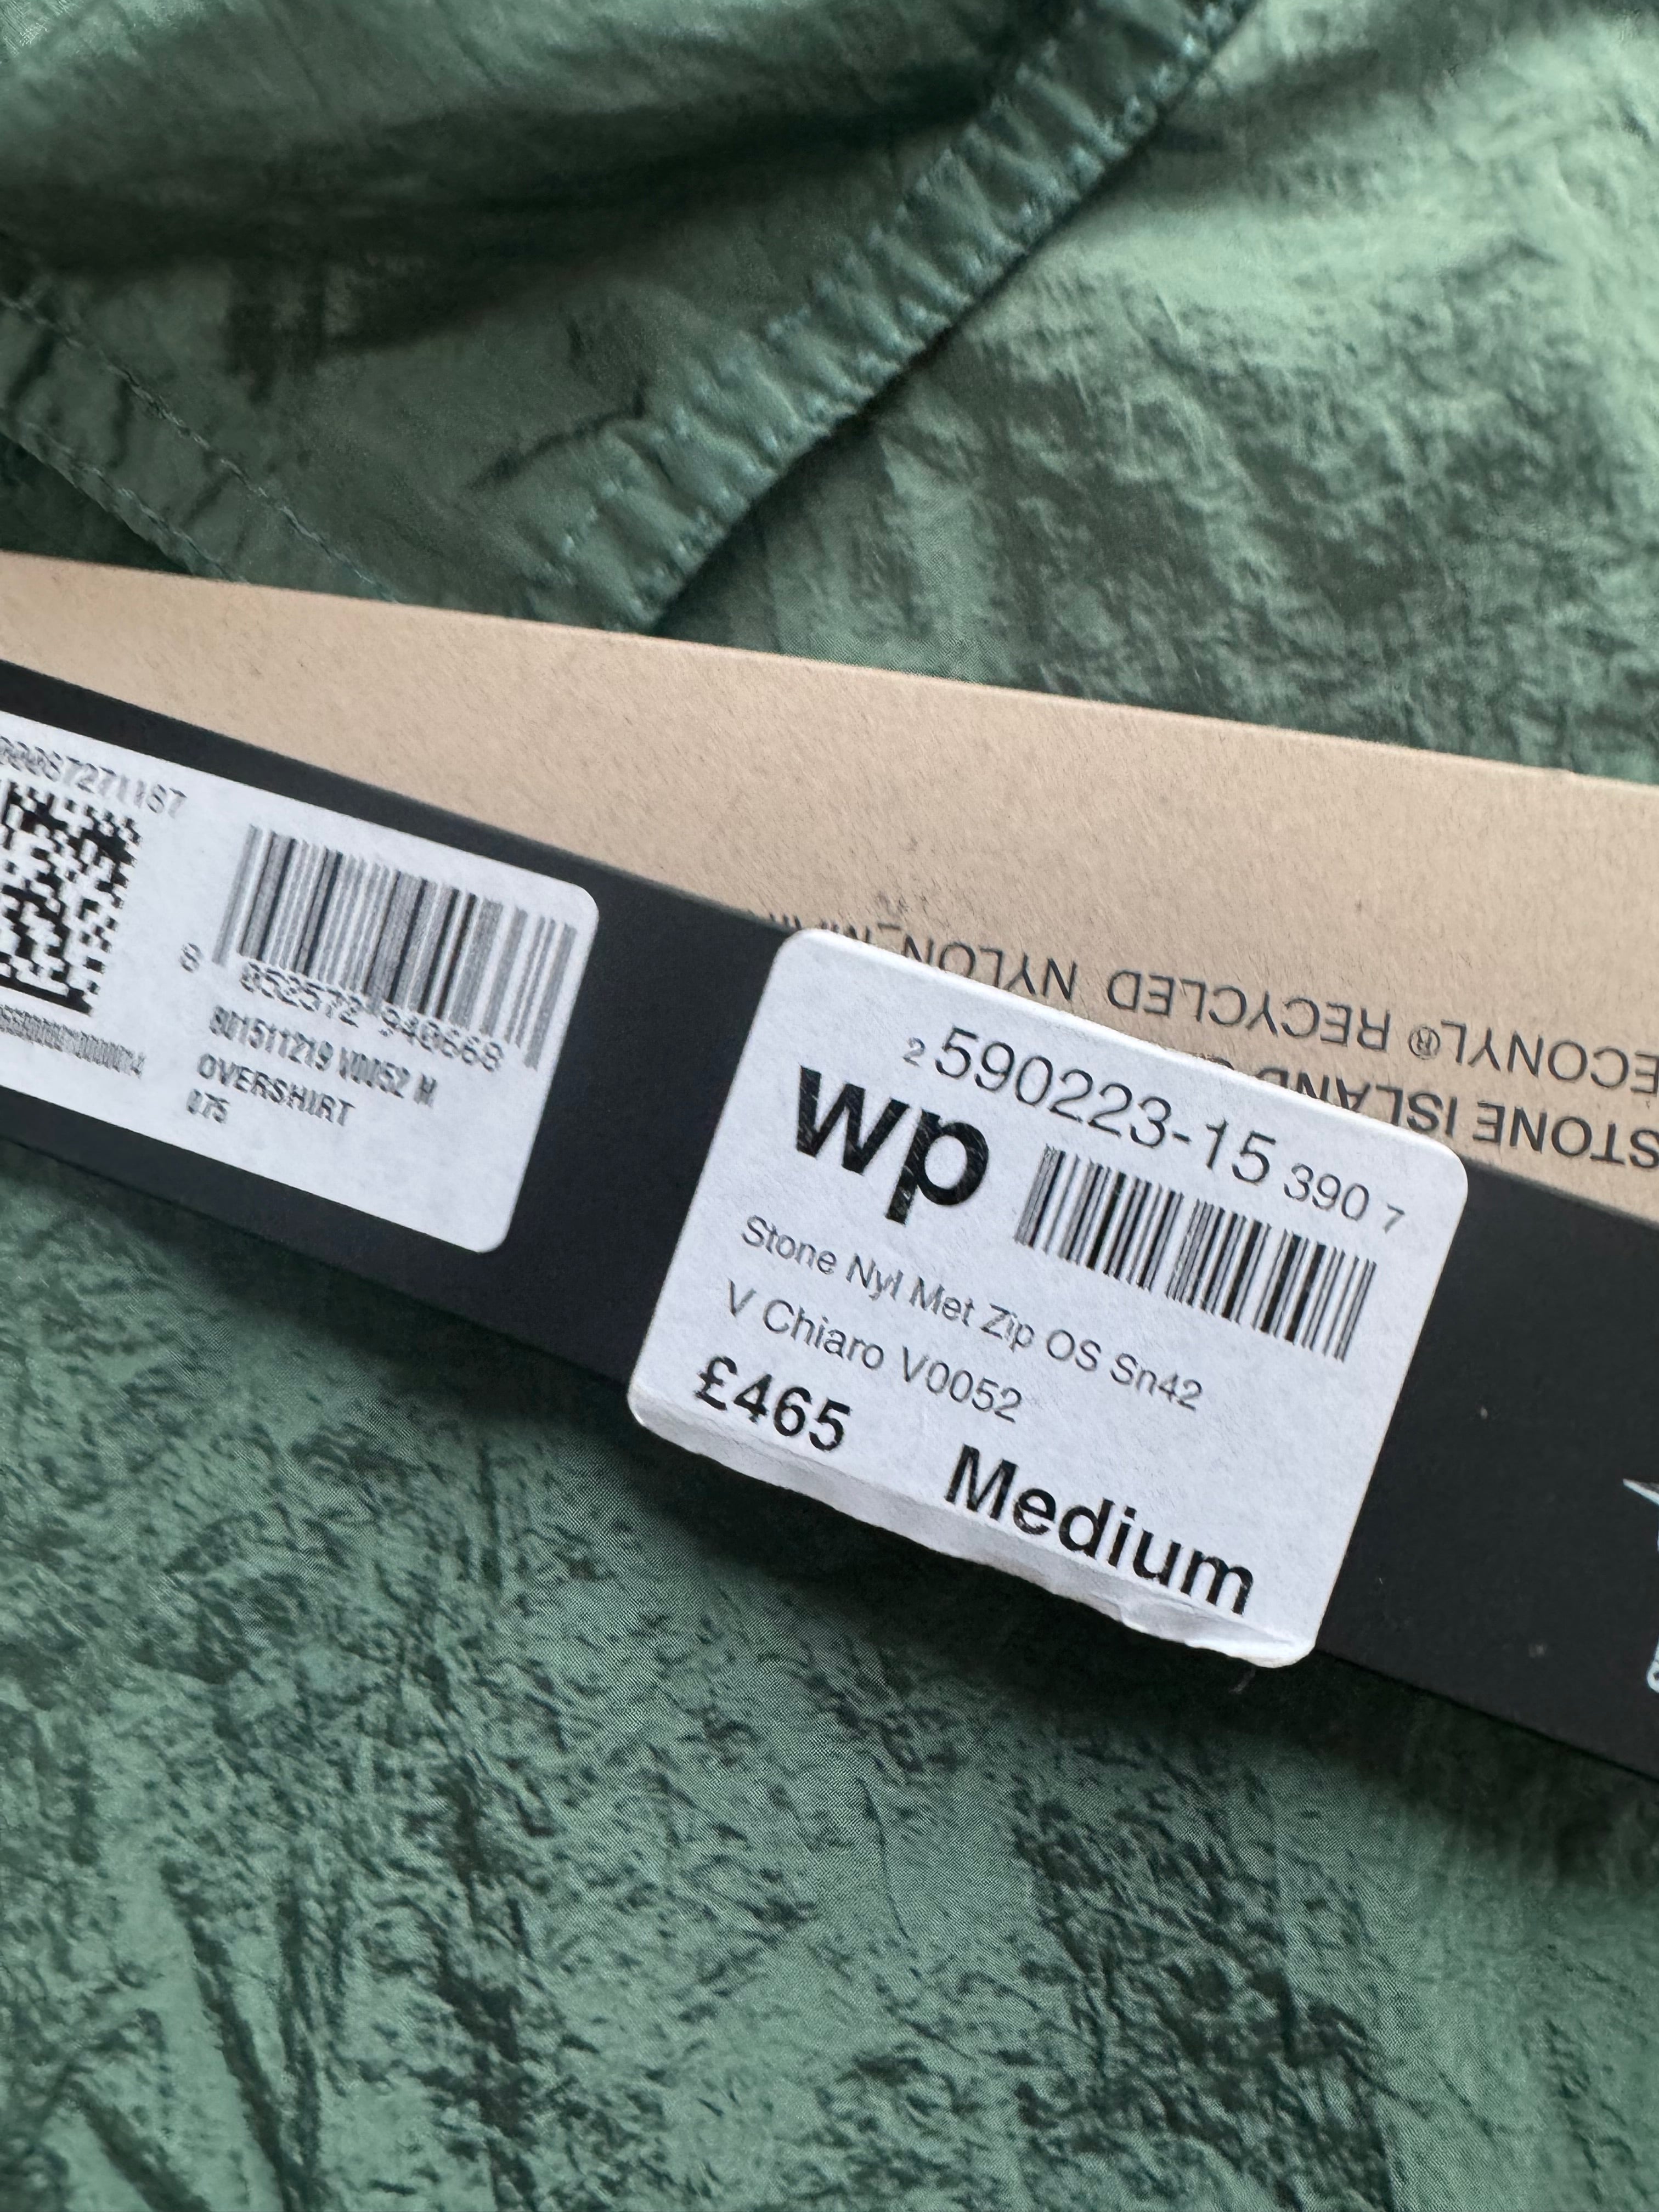 8 052572 940668
801511219 V0052 M
OVERSHIRT
075
2 590223-15 390 7
wp
Stone Nyl Met Zip OS Sn42
V Chiaro V0052
£465
Medium
STONE ISLAND
ECONYL® RECYCLED NYLON